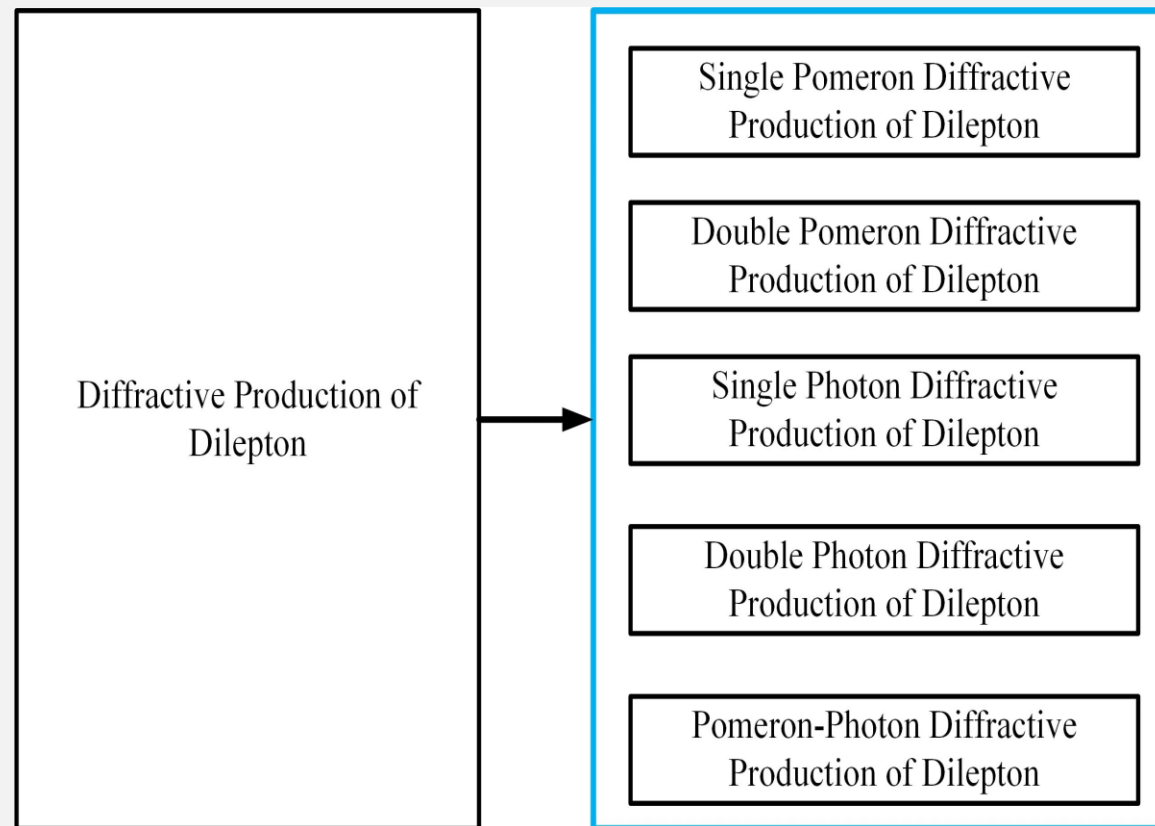 Diffractive Production of
Dilepton
Single Pomeron Diffractive
Production of Dilepton
Double Pomeron Diffractive
Production of Dilepton
Single Photon Diffractive
Production of Dilepton
Double Photon Diffractive
Production of Dilepton
Pomeron-Photon Diffractive
Production of Dilepton